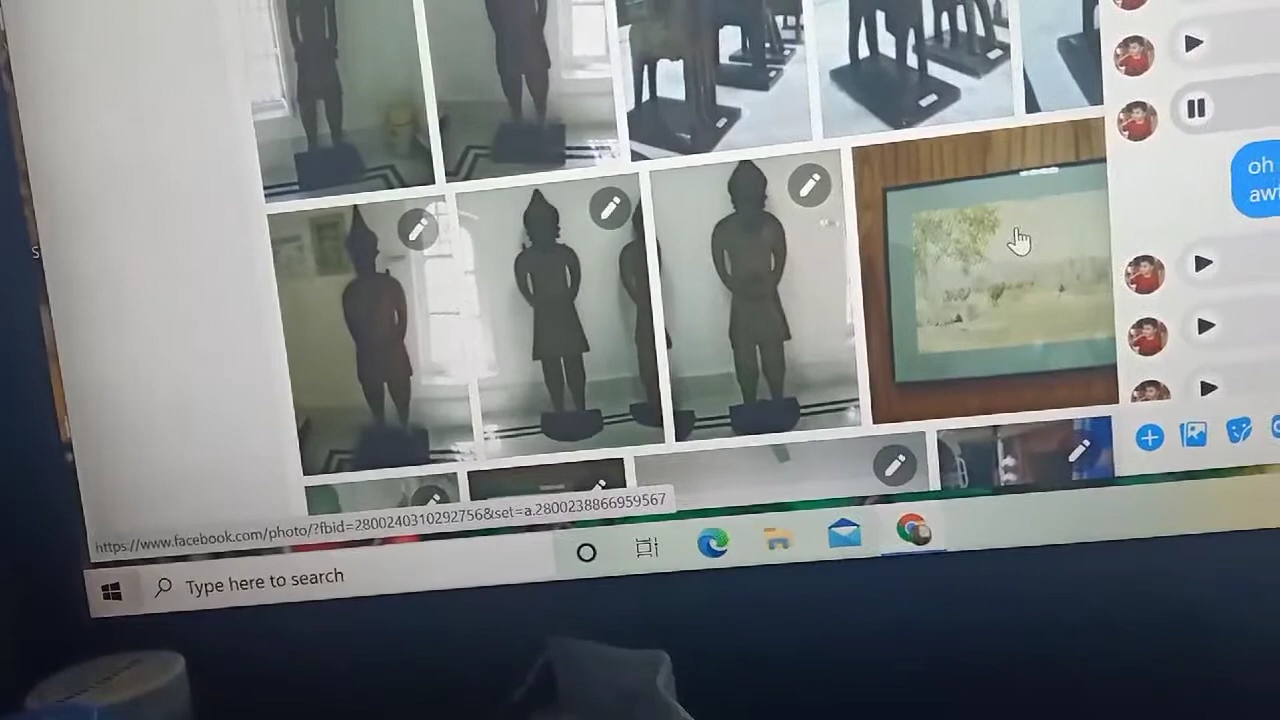 oh
aw
https://www.facebook.com/photo/?fbid=2800240310292756&set=a.2800238866959567
Type here to search